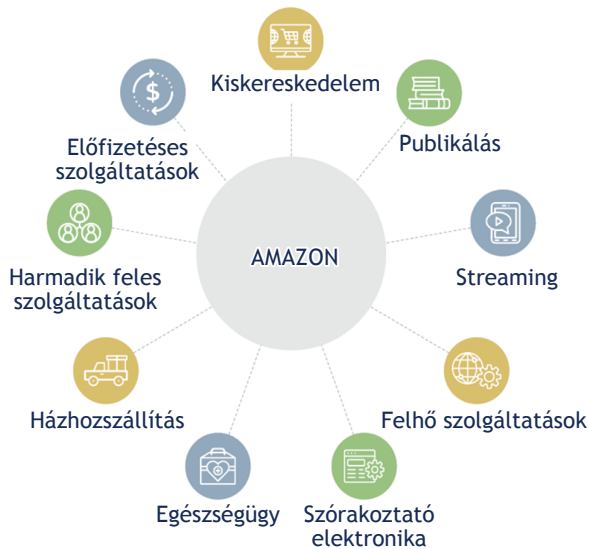 Kiskereskedelem
Publikálás
Streaming
Felhő szolgáltatások
Szórakoztató
elektronika
Egészségügy
Házhozszállítás
Harmadik feles
szolgáltatások
Előfizetéses
szolgáltatások
$
AMAZON